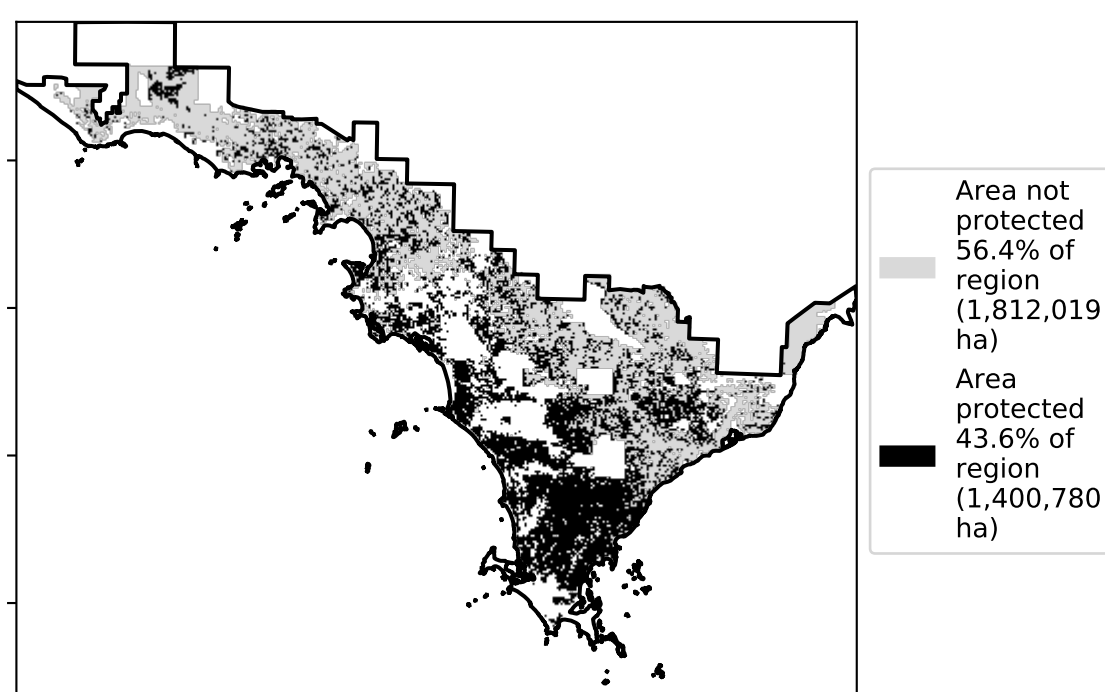 Area not
protected
56.4% of
region
(1,812,019
ha)
Area
protected
43.6% of
region
(1,400,780
ha)